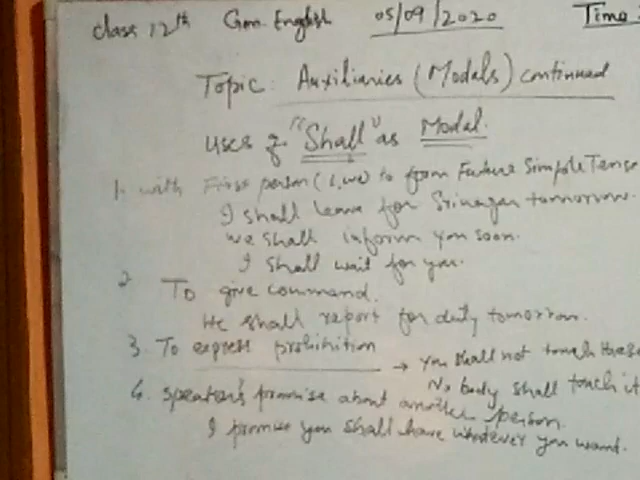 class 12th Gen. English 05/09/2020 Time
Topic: Auxiliaries (Modals) continued
uses of "Shall" as Modal.
1. with First person (I, we) to form Future Simple Tense
I shall leave for Srinagar tomorrow.
we shall inform you soon.
I shall wait for you.
2 To give command.
He shall report for duty tomorrow.
3. To express prohibition → you shall not touch
No body shall touch it
4. Speaker's promise about another person.
I promise you shall have whatever you want.